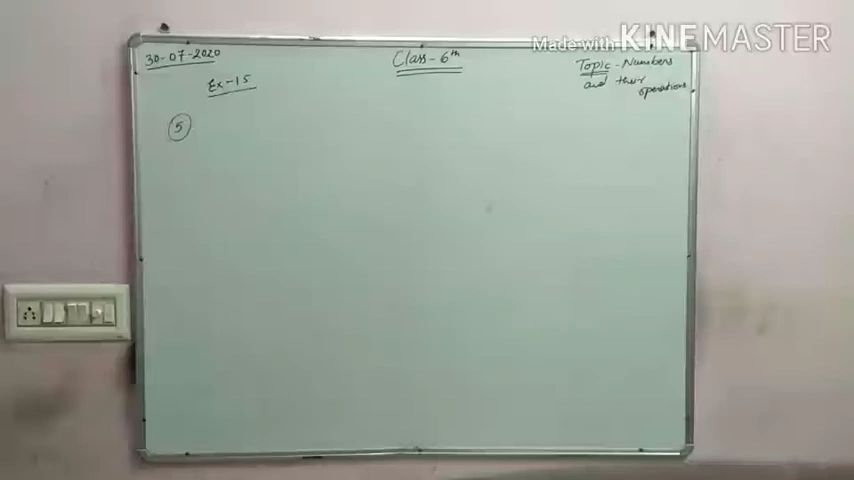 Made with KINEMASTER
30-07-2020
Class-6th
Topic - Numbers
and their
operations
Ex-15
5